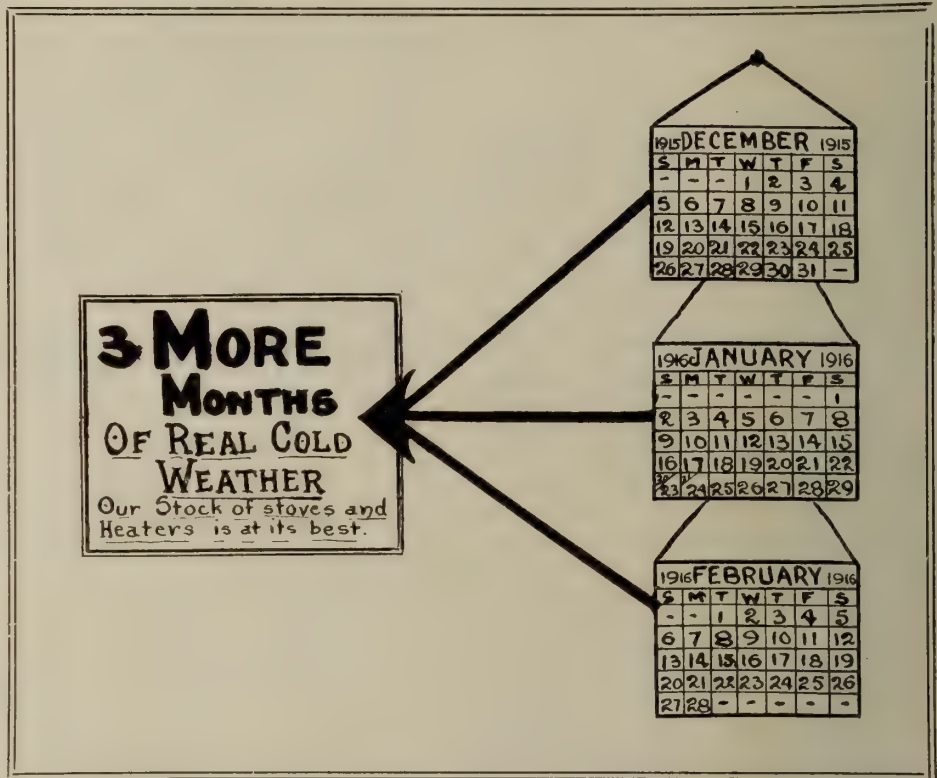 3 MORE
MONTHS
OF REAL COLD
WEATHER
Our Stock of stoves and
Heaters is at its best.
1915 DECEMBER 1915
S M T W T F S
- - - 1 2 3 4
5 6 7 8 9 10 11
12 13 14 15 16 17 18
19 20 21 22 23 24 25
26 27 28 29 30 31 -
1916 JANUARY 1916
S M T W T F S
- - - - - - 1
2 3 4 5 6 7 8
9 10 11 12 13 14 15
16 17 18 19 20 21 22
30/23 31/24 25 26 27 28 29
1916 FEBRUARY 1916
S M T W T F S
- - 1 2 3 4 5
6 7 8 9 10 11 12
13 14 15 16 17 18 19
20 21 22 23 24 25 26
27 28 - - - - -